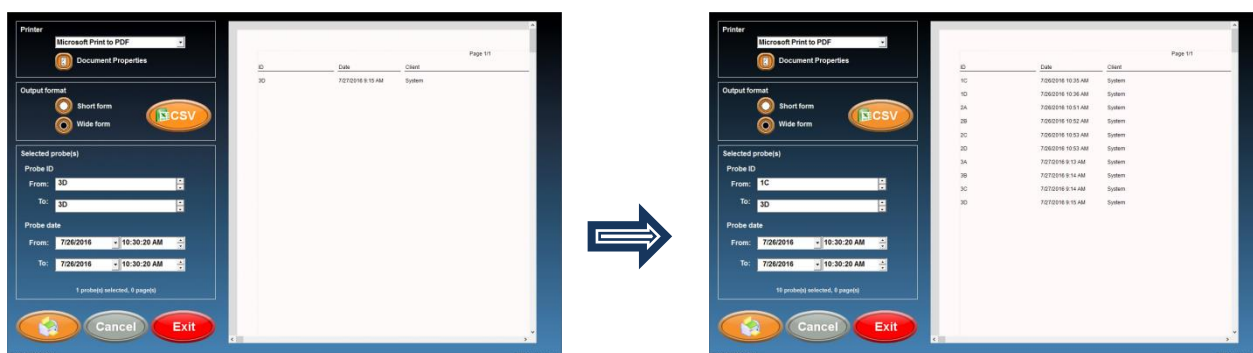 Printer
Microsoft Print to PDF
Document Properties
Output format
Short form
Wide form
CSV
Selected probe(s)
Probe ID
From: 3D
To: 3D
Probe date
From: 7/26/2016 10:30:20 AM
To: 7/26/2016 10:30:20 AM
1 probe(s) selected, 0 page(s)
Cancel Exit
Page 1/1
ID Date Client
3D 7/27/2016 9:15 AM System
Printer
Microsoft Print to PDF
Document Properties
Output format
Short form
Wide form
CSV
Selected probe(s)
Probe ID
From: 1C
To: 3D
Probe date
From: 7/26/2016 10:30:20 AM
To: 7/26/2016 10:30:20 AM
10 probe(s) selected, 0 page(s)
Cancel Exit
Page 1/1
ID Date Client
1C 7/26/2016 10:35 AM System
1D 7/26/2016 10:36 AM System
2A 7/26/2016 10:51 AM System
2B 7/26/2016 10:52 AM System
2C 7/26/2016 10:53 AM System
2D 7/26/2016 10:53 AM System
3A 7/27/2016 9:13 AM System
3B 7/27/2016 9:14 AM System
3C 7/27/2016 9:14 AM System
3D 7/27/2016 9:15 AM System